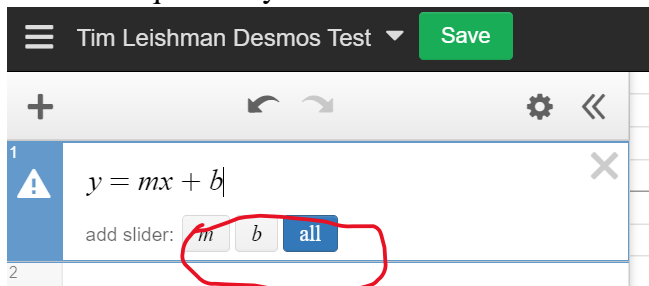 Tim Leishman Desmos Test Save
1
y = mx + b
add slider: m b all
2